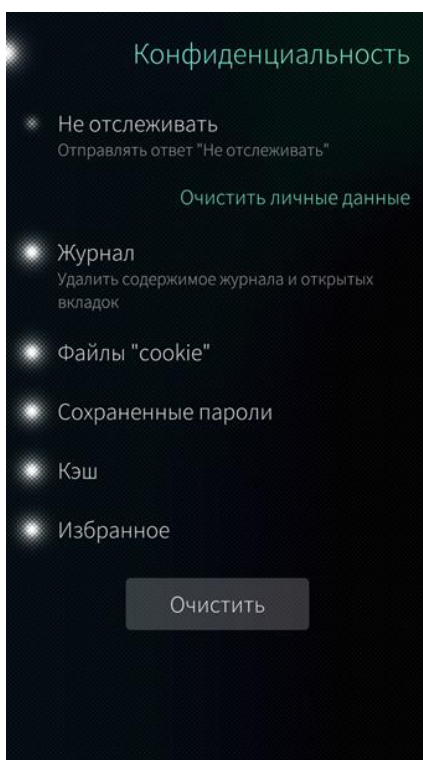 Конфиденциальность
Не отслеживать
Отправлять ответ "Не отслеживать"
Очистить личные данные
Журнал
Удалить содержимое журнала и открытых
вкладок
Файлы "cookie"
Сохраненные пароли
Кэш
Избранное
Очистить